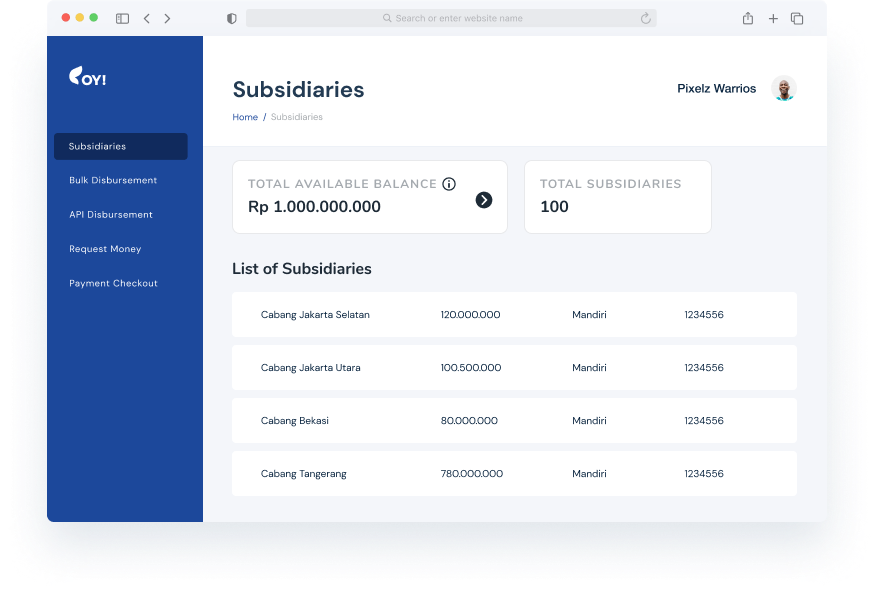 Search or enter website name
OY!
Subsidiaries
Bulk Disbursement
API Disbursement
Request Money
Payment Checkout
Subsidiaries
Home / Subsidiaries
Pixelz Warrios
TOTAL AVAILABLE BALANCE
Rp 1.000.000.000
TOTAL SUBSIDIARIES
100
List of Subsidiaries
Cabang Jakarta Selatan 120.000.000 Mandiri 1234556
Cabang Jakarta Utara 100.500.000 Mandiri 1234556
Cabang Bekasi 80.000.000 Mandiri 1234556
Cabang Tangerang 780.000.000 Mandiri 1234556